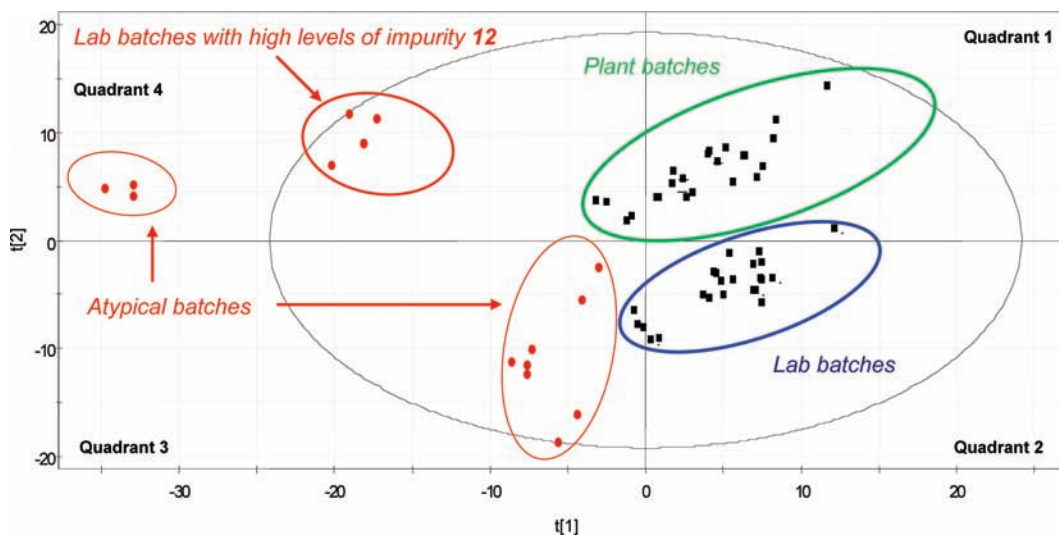 20
Lab batches with high levels of impurity 12
Quadrant 1
Plant batches
Quadrant 4
10
t[2]
0
Atypical batches
-10
Lab batches
Quadrant 3
Quadrant 2
-20
-30
-20
-10
0
10
20
t[1]